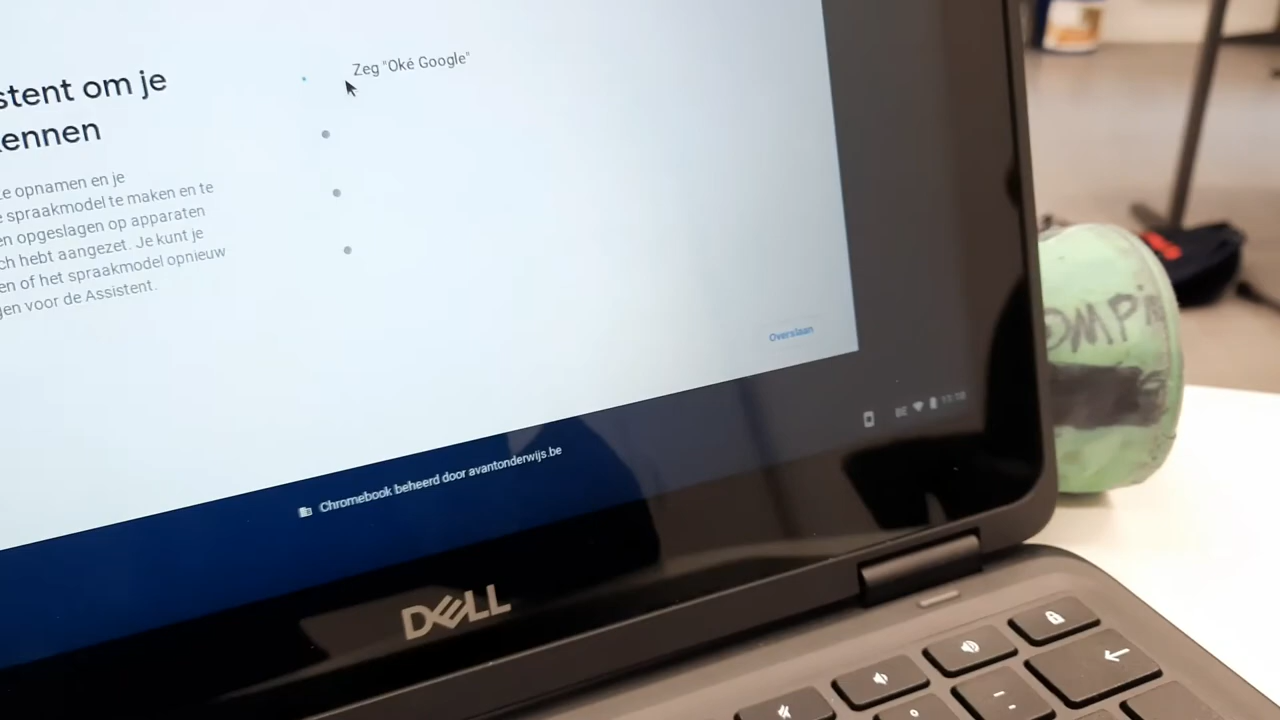 stent om je
kennen
opnamen en je
spraakmodel te maken en te
en opgeslagen op apparaten
ch hebt aangezet. Je kunt je
en of het spraakmodel opnieuw
gen voor de Assistent.
Zeg "Oké Google"
Overslaan
BE
Chromebook beheerd door avantonderwijs.be
DELL
OMPi